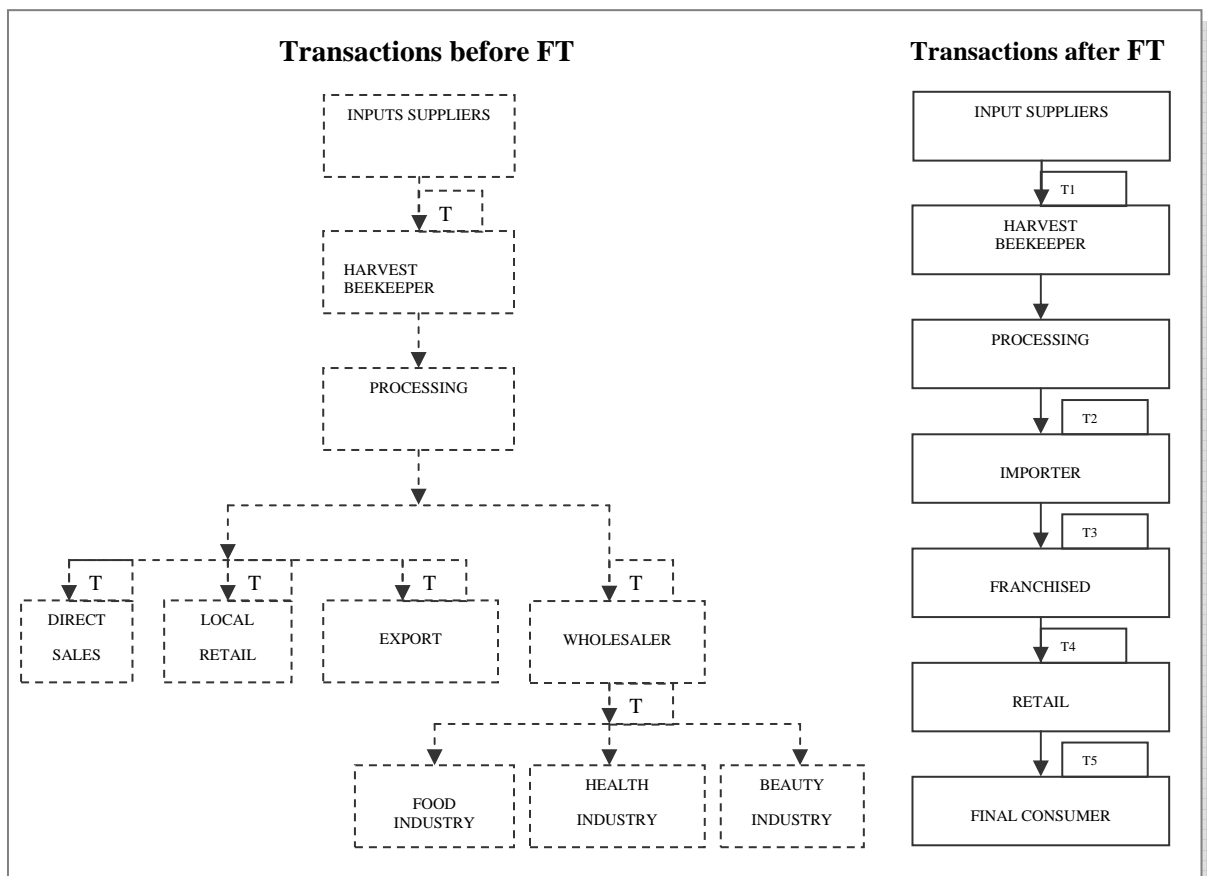 Transactions before FT
INPUTS SUPPLIERS
T
HARVEST
BEEKEEPER
PROCESSING
T
T
T
T
DIRECT
SALES
LOCAL
RETAIL
EXPORT
WHOLESALER
T
FOOD
INDUSTRY
HEALTH
INDUSTRY
BEAUTY
INDUSTRY
Transactions after FT
INPUT SUPPLIERS
T1
HARVEST
BEEKEEPER
PROCESSING
T2
IMPORTER
T3
FRANCHISED
T4
RETAIL
T5
FINAL CONSUMER